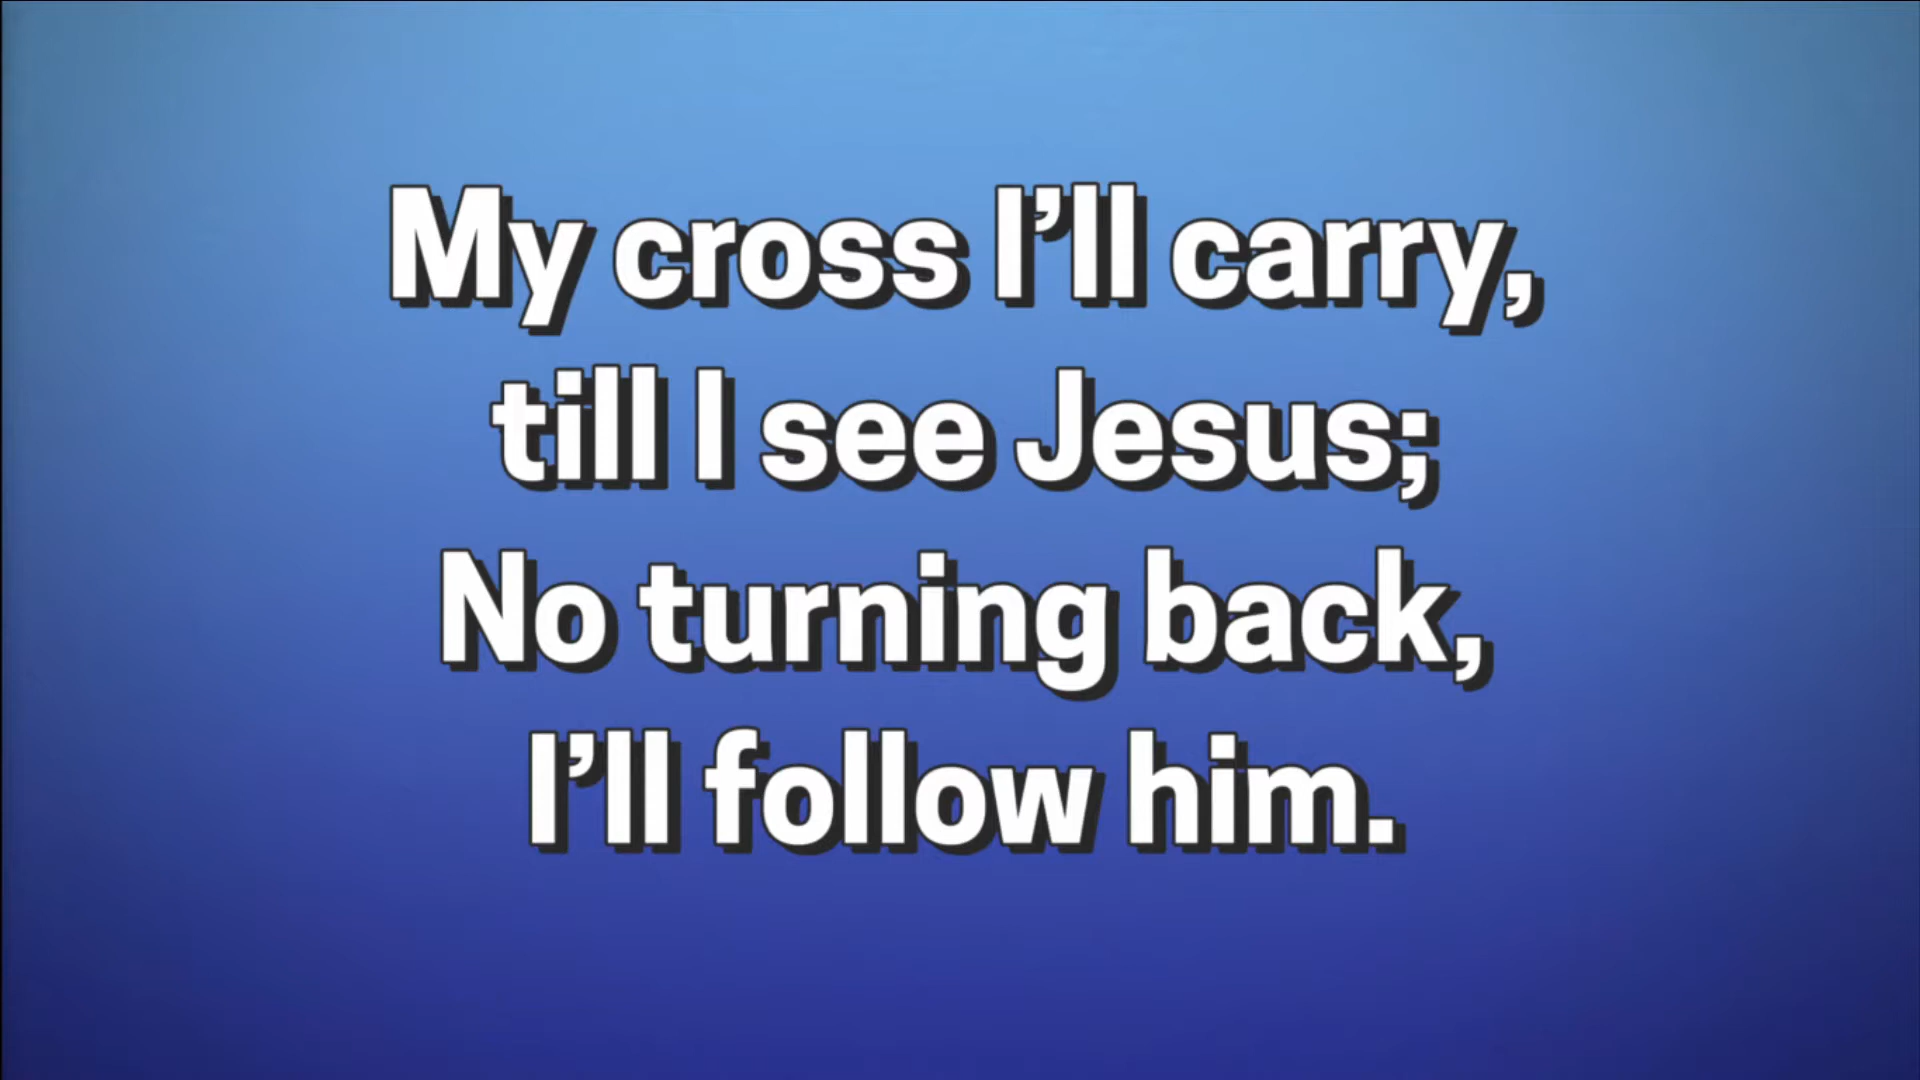 My cross I’ll carry,
till I see Jesus;
No turning back,
I’ll follow him.